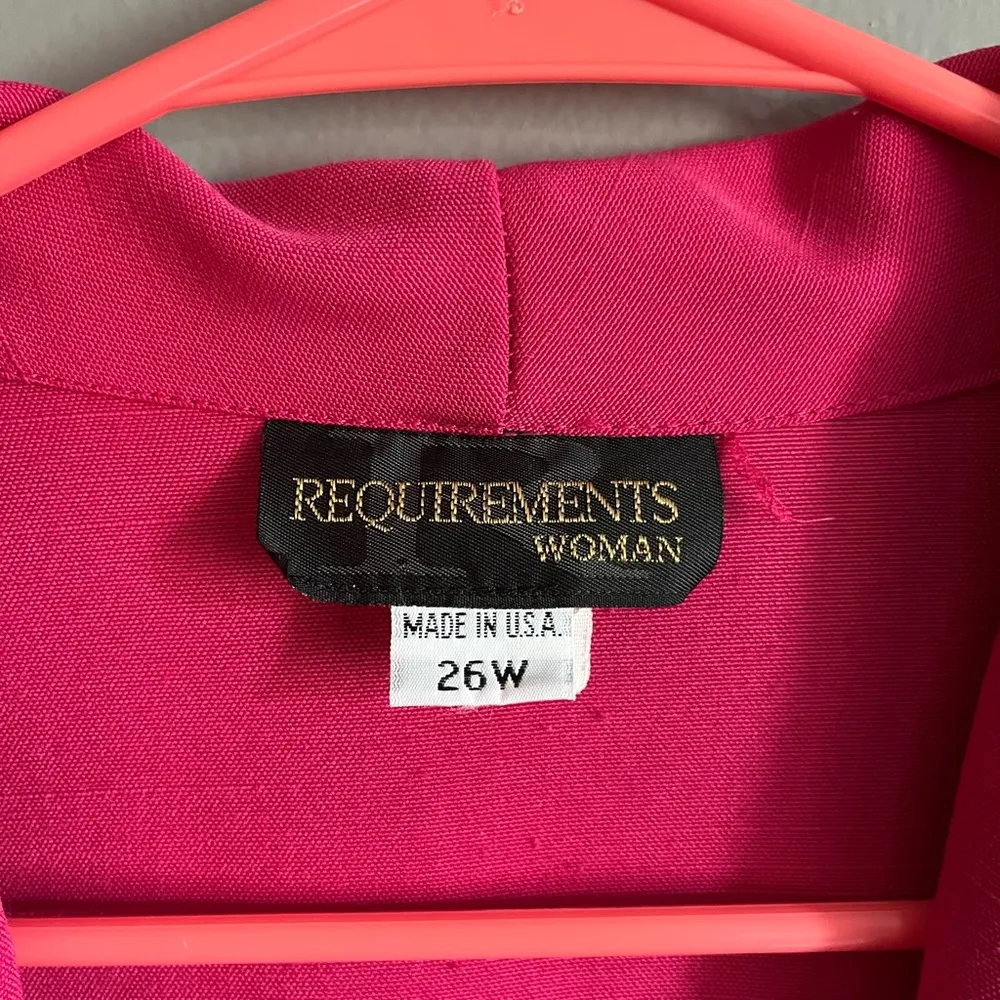 REQUIREMENTS
WOMAN
MADE IN U.S.A.
26W